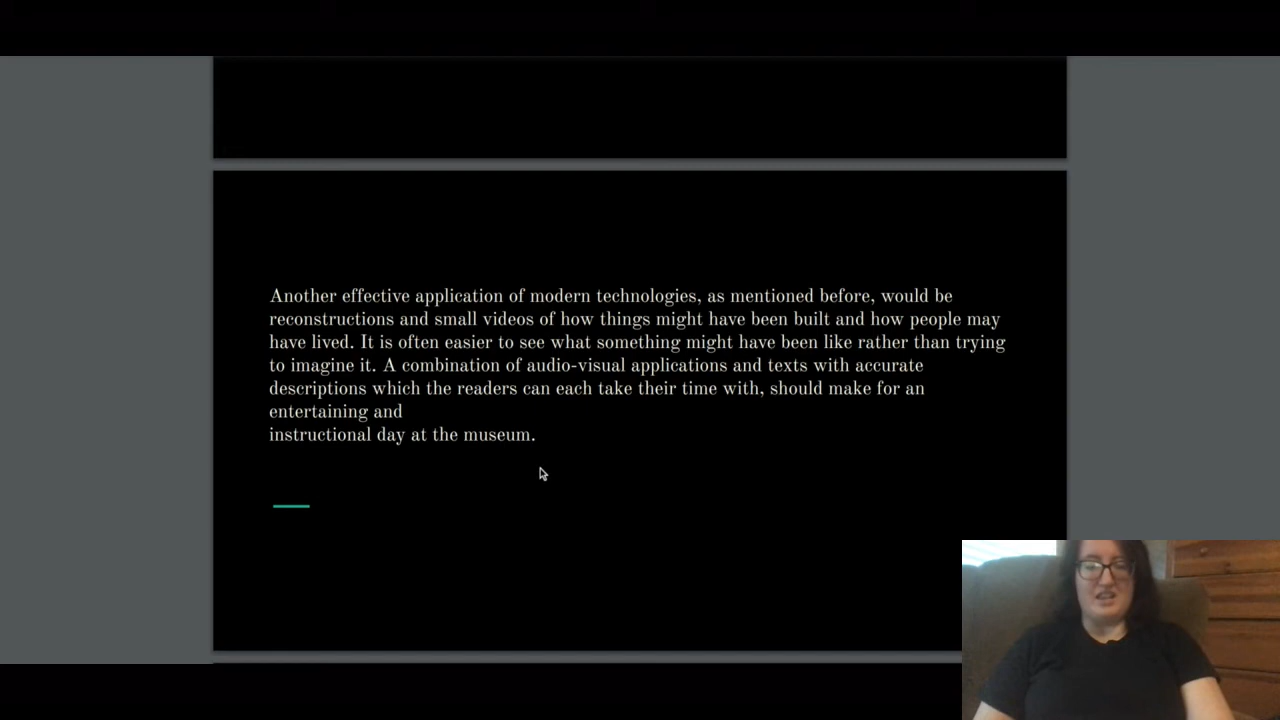 Another effective application of modern technologies, as mentioned before, would be
reconstructions and small videos of how things might have been built and how people may
have lived. It is often easier to see what something might have been like rather than trying
to imagine it. A combination of audio-visual applications and texts with accurate
descriptions which the readers can each take their time with, should make for an
entertaining and
instructional day at the museum.